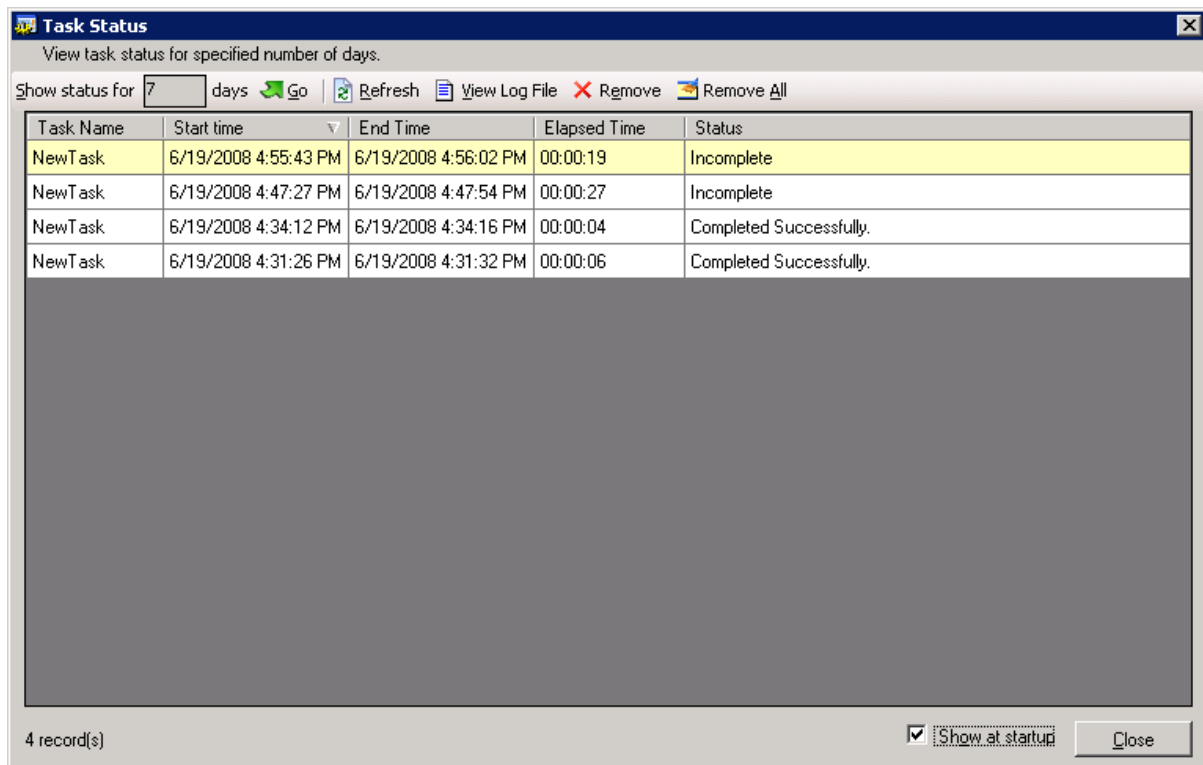 Task Status
View task status for specified number of days.
Show status for 7 days Go Refresh View Log File Remove Remove All
Task Name Start time End Time Elapsed Time Status
NewTask 6/19/2008 4:55:43 PM 6/19/2008 4:56:02 PM 00:00:19 Incomplete
NewTask 6/19/2008 4:47:27 PM 6/19/2008 4:47:54 PM 00:00:27 Incomplete
NewTask 6/19/2008 4:34:12 PM 6/19/2008 4:34:16 PM 00:00:04 Completed Successfully.
NewTask 6/19/2008 4:31:26 PM 6/19/2008 4:31:32 PM 00:00:06 Completed Successfully.
4 record(s) Show at startup Close